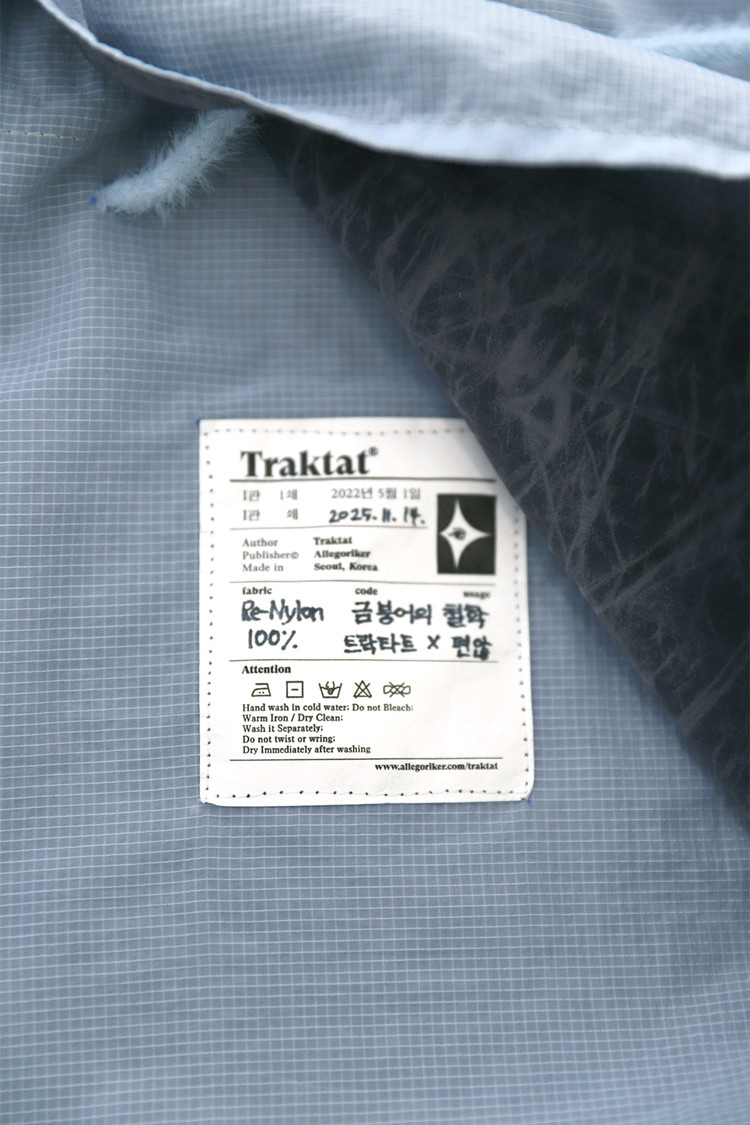 Traktat®
1판 1쇄 2022년 5월 1일
1판 쇄 2025. 11. 14.
Author Traktat
Publisher© Allegoriker
Made in Seoul, Korea
fabric code usage
Re-Nylon 금붕어의 철학
100% 트락타트 x 편않
Attention
Hand wash in cold water; Do not Bleach;
Warm Iron / Dry Clean;
Wash it Separately;
Do not twist or wring;
Dry Immediately after washing
www.allegoriker.com/traktat